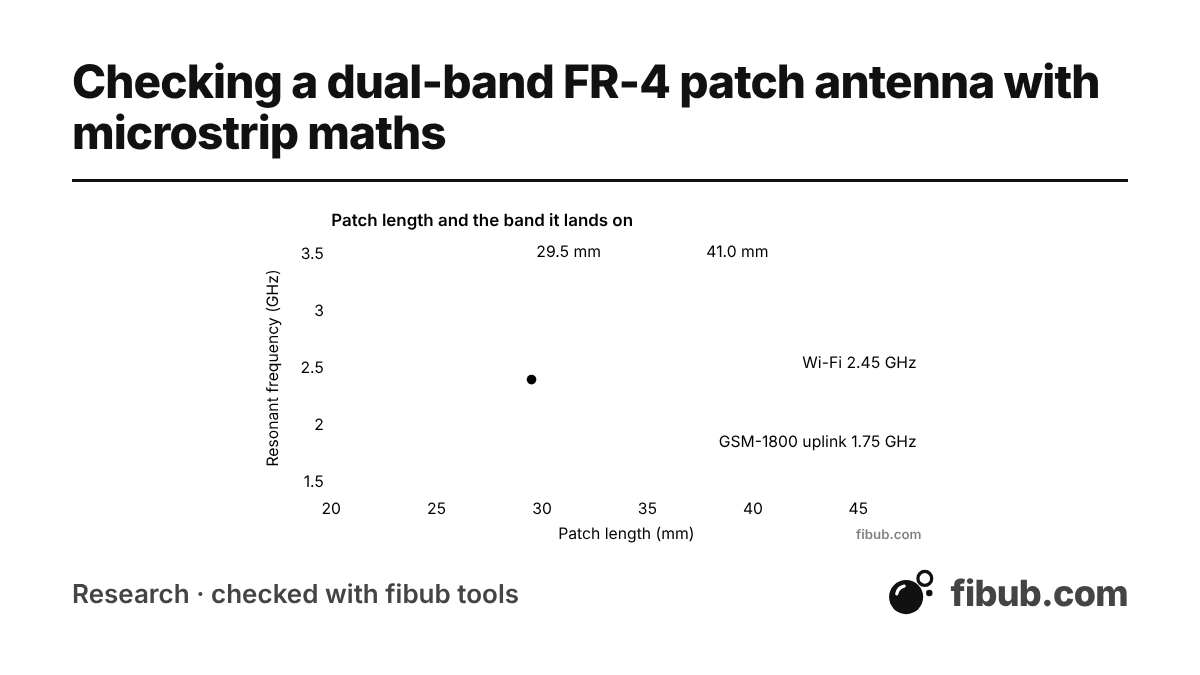 Checking a dual-band FR-4 patch antenna with
microstrip maths
Patch length and the band it lands on
29.5 mm
41.0 mm
3.5
3
2.5
2
1.5
Resonant frequency (GHz)
Wi-Fi 2.45 GHz
GSM-1800 uplink 1.75 GHz
20
25
30
35
40
45
Patch length (mm)
fibub.com
Research · checked with fibub tools
fibub.com